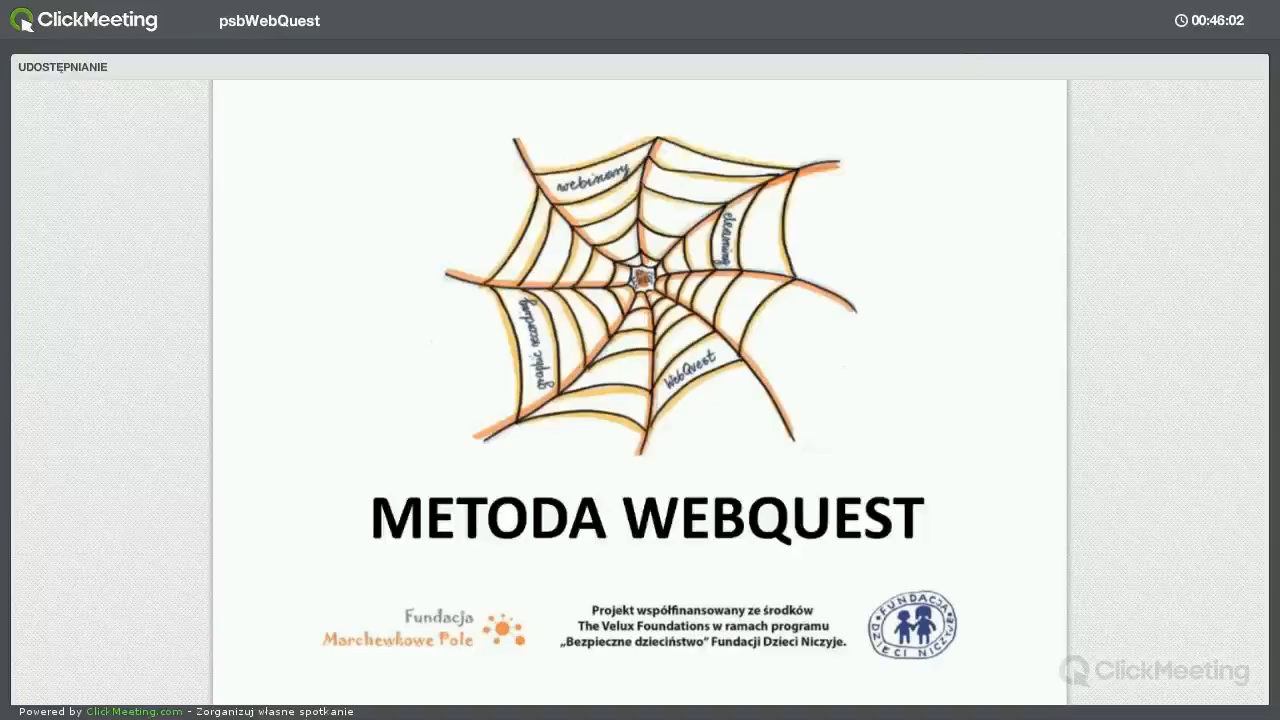 ClickMeeting
psbWebQuest
00:46:02
UDOSTĘPNIANIE
webinary
elearning
graphic recording
WebQuest
METODA WEBQUEST
Fundacja
Marchewkowe Pole
Projekt współfinansowany ze środków
The Velux Foundations w ramach programu
„Bezpieczne dzieciństwo” Fundacji Dzieci Niczyje.
FUNDACJA
DZIECI NICZYJE
ClickMeeting
Powered by ClickMeeting.com - Zorganizuj własne spotkanie